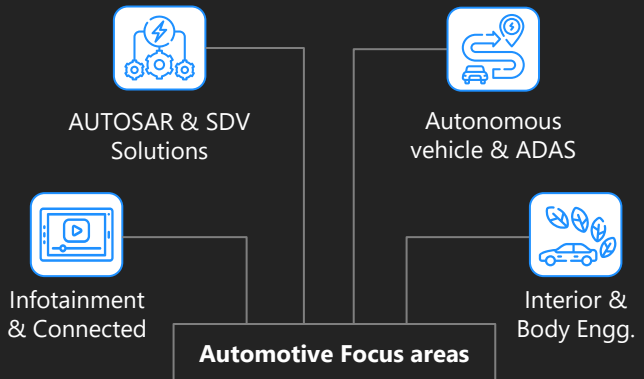 AUTOSAR & SDV
Solutions
Autonomous
vehicle & ADAS
Infotainment
& Connected
Interior &
Body Engg.
Automotive Focus areas